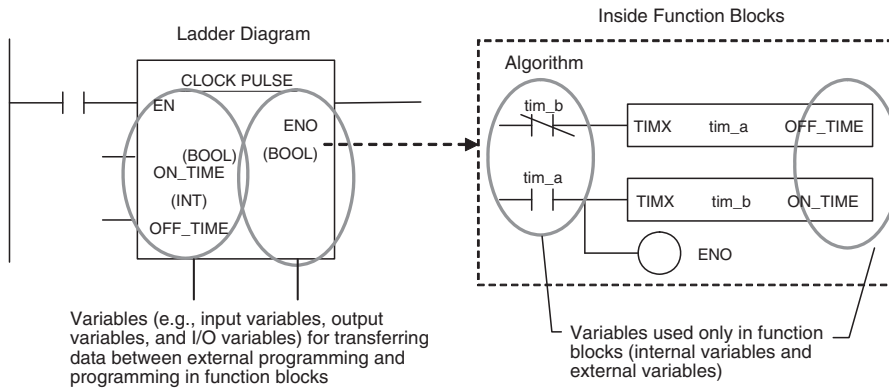 Ladder Diagram
CLOCK PULSE
EN
ENO
(BOOL)
(BOOL)
ON_TIME
(INT)
OFF_TIME
Variables (e.g., input variables, output
variables, and I/O variables) for transferring
data between external programming and
programming in function blocks
Inside Function Blocks
Algorithm
tim_b
TIMX tim_a OFF_TIME
tim_a
TIMX tim_b ON_TIME
ENO
Variables used only in function
blocks (internal variables and
external variables)